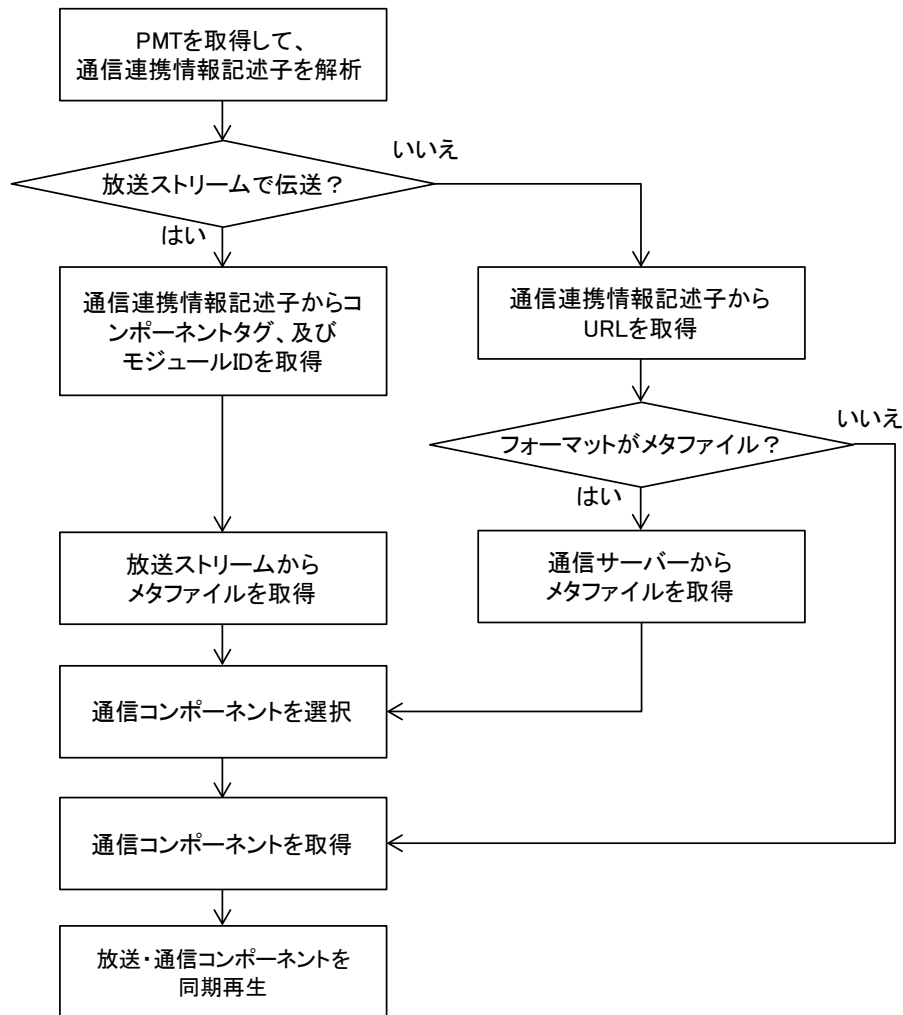 PMTを取得して、
通信連携情報記述子を解析
いいえ
放送ストリームで伝送？
はい
通信連携情報記述子からコ
ンポーネントタグ、及び
モジュールIDを取得
通信連携情報記述子から
URLを取得
いいえ
フォーマットがメタファイル？
はい
放送ストリームから
メタファイルを取得
通信サーバーから
メタファイルを取得
通信コンポーネントを選択
通信コンポーネントを取得
放送・通信コンポーネントを
同期再生